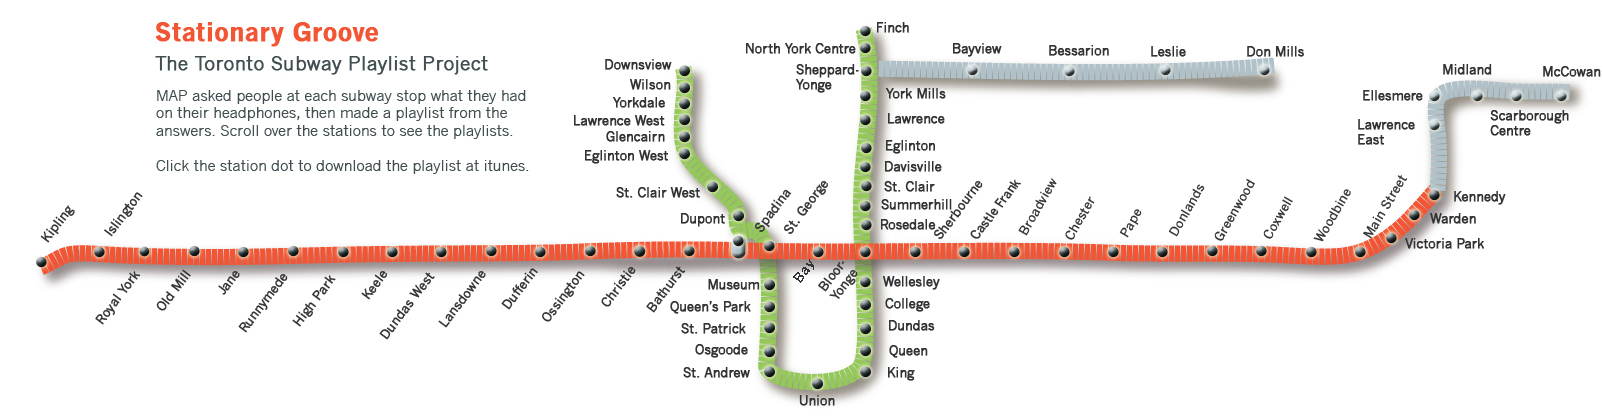 Stationary Groove
The Toronto Subway Playlist Project
MAP asked people at each subway stop what they had
on their headphones, then made a playlist from the
answers. Scroll over the stations to see the playlists.
Click the station dot to download the playlist at itunes.
Downsview
Wilson
Yorkdale
Lawrence West
Glencairn
Eglinton West
St. Clair West
Dupont
Spadina
St. George
Museum
Queen's Park
St. Patrick
Osgoode
St. Andrew
Union
King
Queen
Dundas
College
Wellesley
Bloor-
Yonge
Rosedale
Summerhill
St. Clair
Davisville
Eglinton
Lawrence
York Mills
Sheppard-
Yonge
North York Centre
Finch
Bayview
Bessarion
Leslie
Don Mills
Kipling
Islington
Royal York
Old Mill
Jane
Runnymede
High Park
Keele
Dundas West
Lansdowne
Dufferin
Ossington
Christie
Bathurst
Bay
Sherbourne
Castle Frank
Broadview
Chester
Pape
Donlands
Greenwood
Coxwell
Woodbine
Main Street
Victoria Park
Warden
Kennedy
Lawrence
East
Ellesmere
Midland
Scarborough
Centre
McCowan